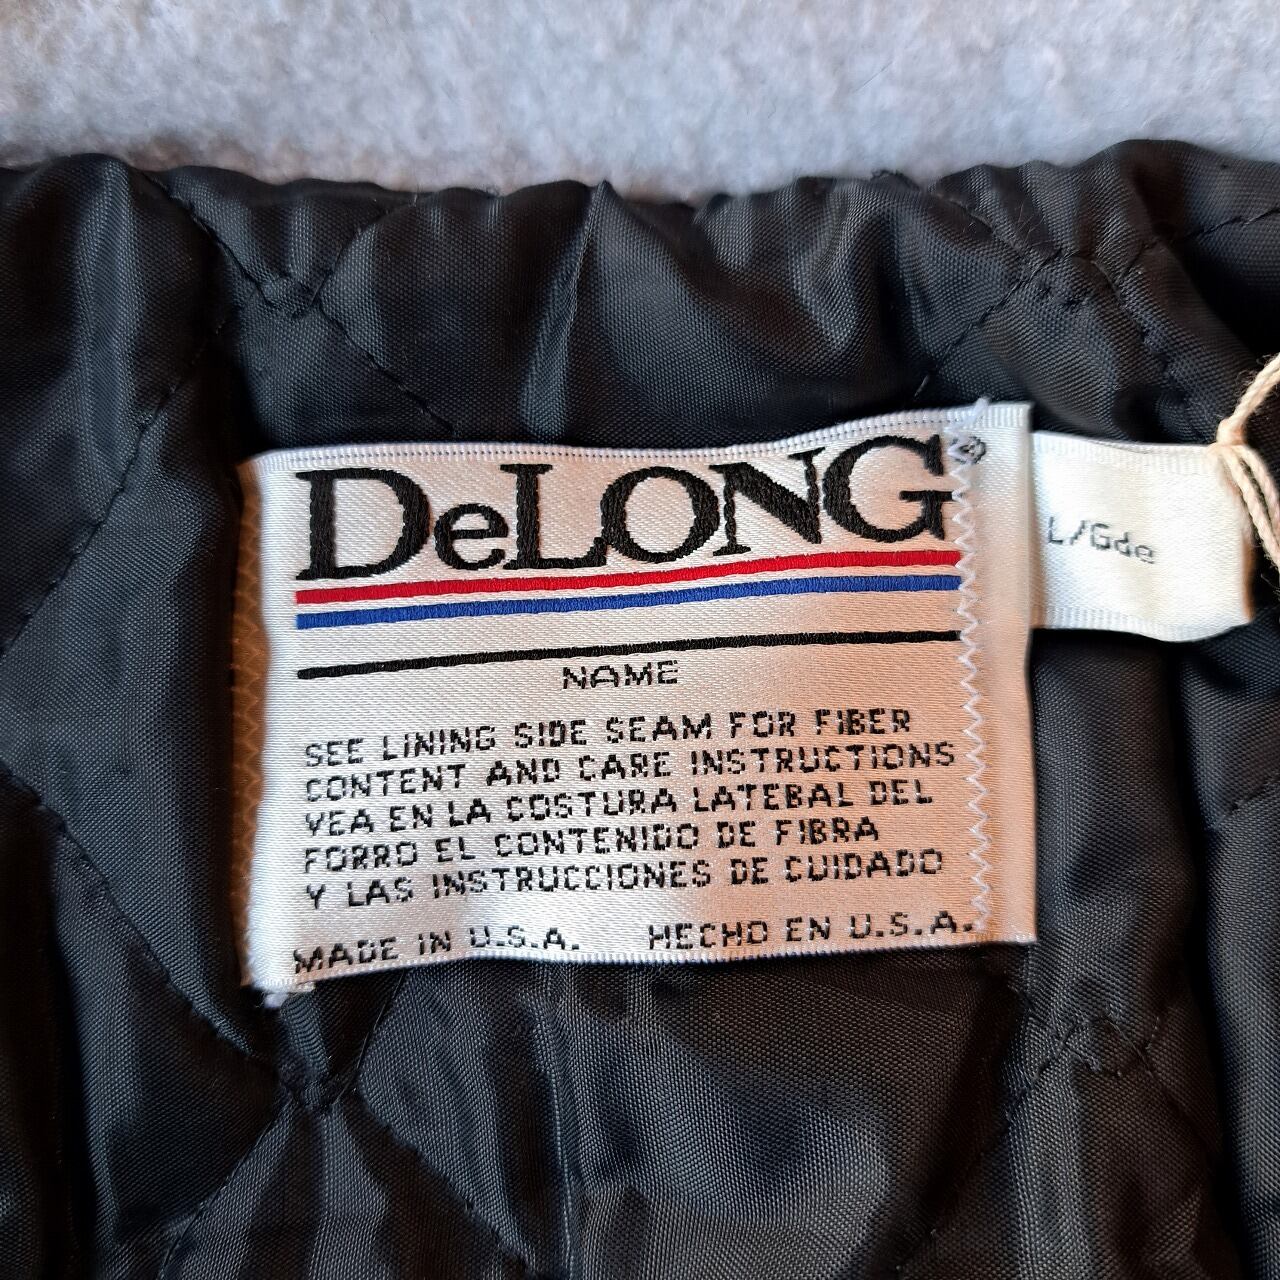 DeLONG®
L/Gde
NAME
SEE LINING SIDE SEAM FOR FIBER
CONTENT AND CARE INSTRUCTIONS
VEA EN LA COSTURA LATEBAL DEL
FORRO EL CONTENIDO DE FIBRA
Y LAS INSTRUCCIONES DE CUIDADO
MADE IN U.S.A. HECHO EN U.S.A.